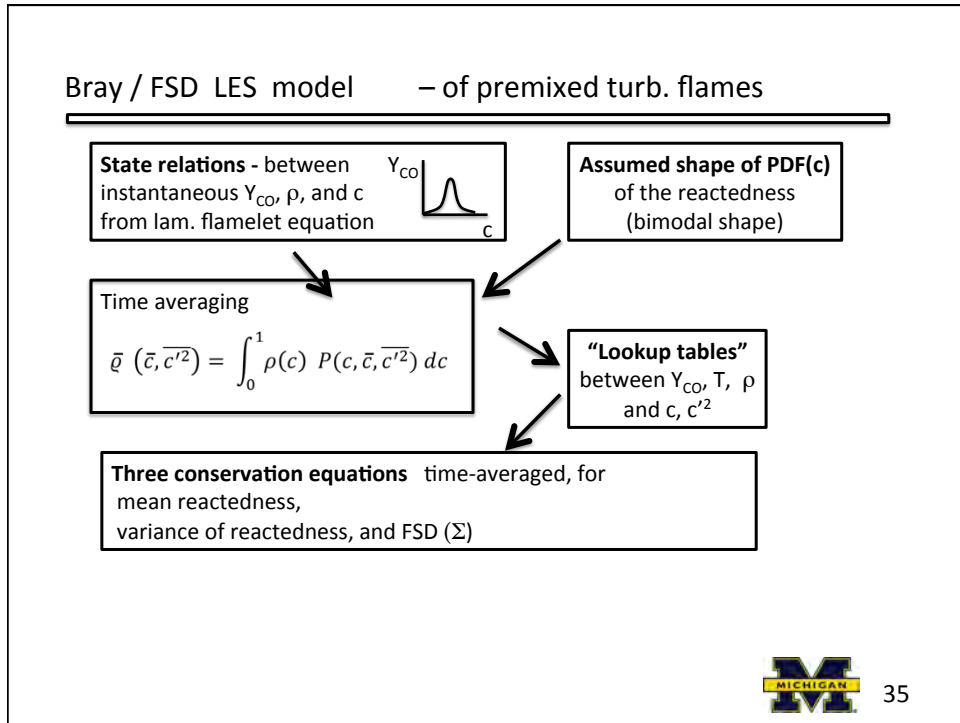 Bray / FSD LES model – of premixed turb. flames
State relations - between
instantaneous Y_CO, ρ, and c
from lam. flamelet equation
Y_CO
c
Assumed shape of PDF(c)
of the reactedness
(bimodal shape)
Time averaging
ϱ̄ (c̄, \overline{c'^2}) = ∫_0^1 ρ(c) P(c, c̄, \overline{c'^2}) dc
“Lookup tables”
between Y_CO, T, ρ
and c, c'^2
Three conservation equations time-averaged, for
mean reactedness,
variance of reactedness, and FSD (Σ)
MICHIGAN
35